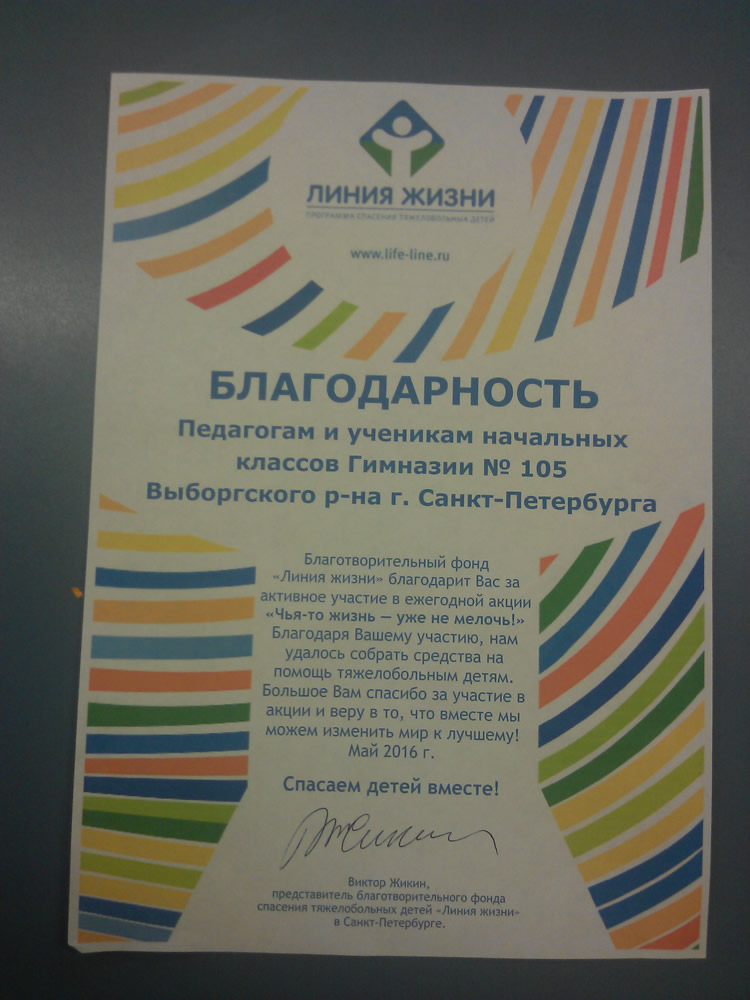 ЛИНИЯ ЖИЗНИ
ПРОГРАММА СПАСЕНИЯ ТЯЖЕЛОБОЛЬНЫХ ДЕТЕЙ
www.life-line.ru
БЛАГОДАРНОСТЬ
Педагогам и ученикам начальных
классов Гимназии № 105
Выборгского р-на г. Санкт-Петербурга
Благотворительный фонд
«Линия жизни» благодарит Вас за
активное участие в ежегодной акции
«Чья-то жизнь — уже не мелочь!»
Благодаря Вашему участию, нам
удалось собрать средства на
помощь тяжелобольным детям.
Большое Вам спасибо за участие в
акции и веру в то, что вместе мы
можем изменить мир к лучшему!
Май 2016 г.
Спасаем детей вместе!
Виктор Жикин,
представитель благотворительного фонда
спасения тяжелобольных детей «Линия жизни»
в Санкт-Петербурге.